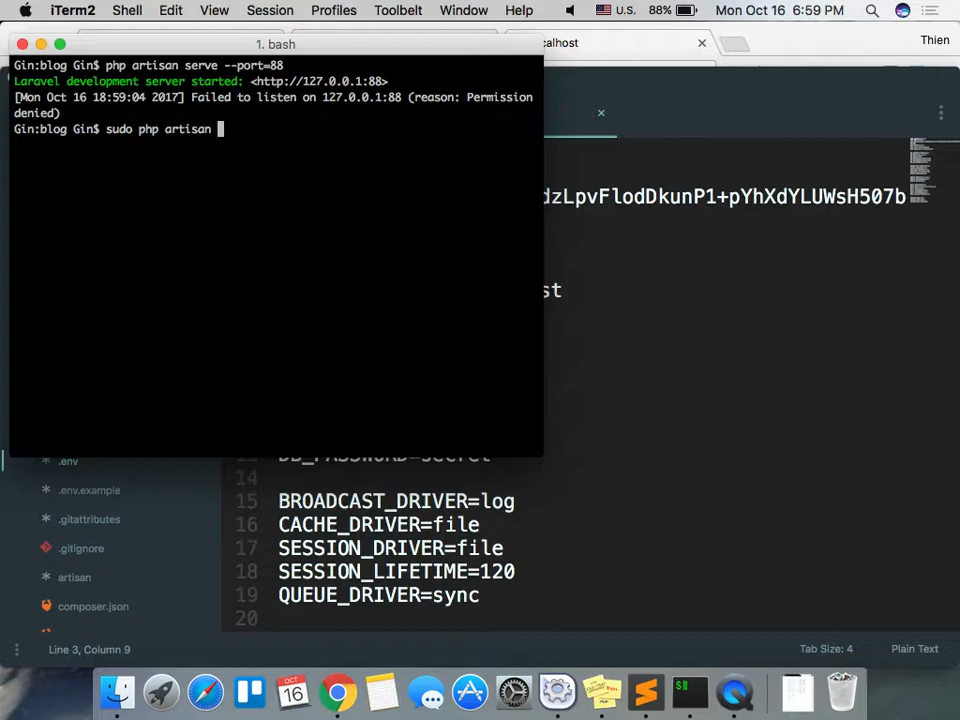 iTerm2 Shell Edit View Session Profiles Toolbelt Window Help U.S. 88% Mon Oct 16 6:59 PM
1. bash
calhost
Thien
Gin:blog Gin$ php artisan serve --port=88
Laravel development server started: <http://127.0.0.1:88>
[Mon Oct 16 18:59:04 2017] Failed to listen on 127.0.0.1:88 (reason: Permission
denied)
Gin:blog Gin$ sudo php artisan
dzLpvFlodDkunP1+pYhXdYLUWsH507b
st
.env
.env.example
.gitattributes
.gitignore
artisan
composer.json
13 DB_PASSWORD=secret
14
15 BROADCAST_DRIVER=log
16 CACHE_DRIVER=file
17 SESSION_DRIVER=file
18 SESSION_LIFETIME=120
19 QUEUE_DRIVER=sync
20
Line 3, Column 9 Tab Size: 4 Plain Text
OCT
16